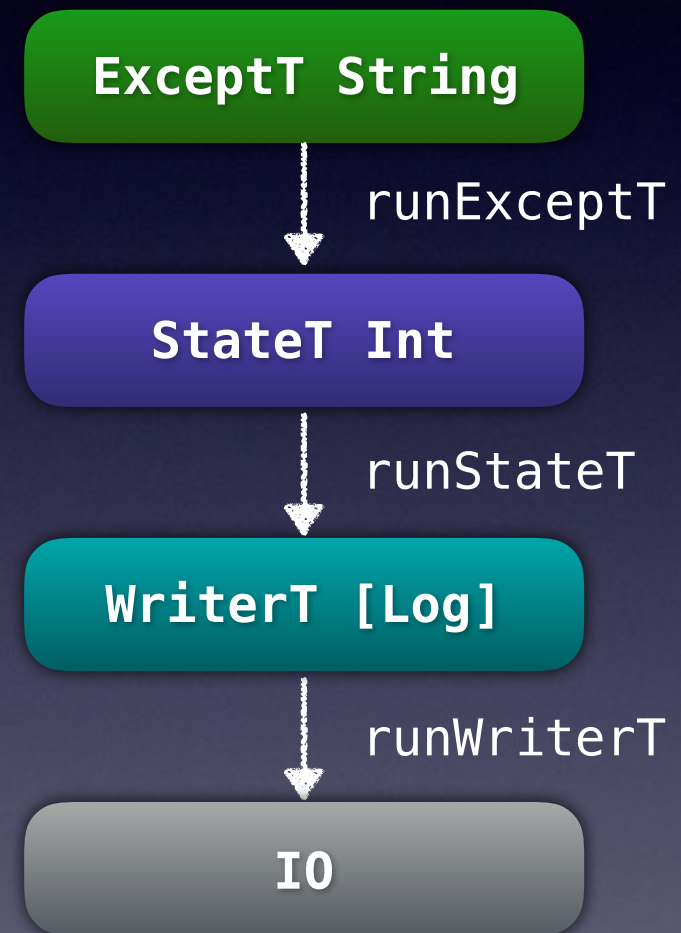 ExceptT String
runExceptT
StateT Int
runStateT
WriterT [Log]
runWriterT
IO